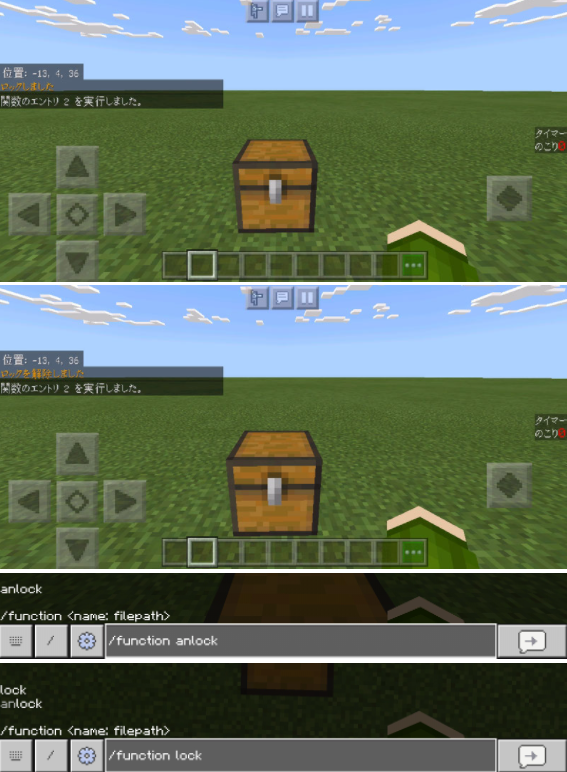 位置: -13, 4, 36
ロックしました
関数のエントリ 2 を実行しました。
タイマー
のこり
位置: -13, 4, 36
ロックを解除しました
関数のエントリ 2 を実行しました。
タイマー
のこり
anlock
/function <name: filepath>
/function anlock
lock
anlock
/function <name: filepath>
/function lock